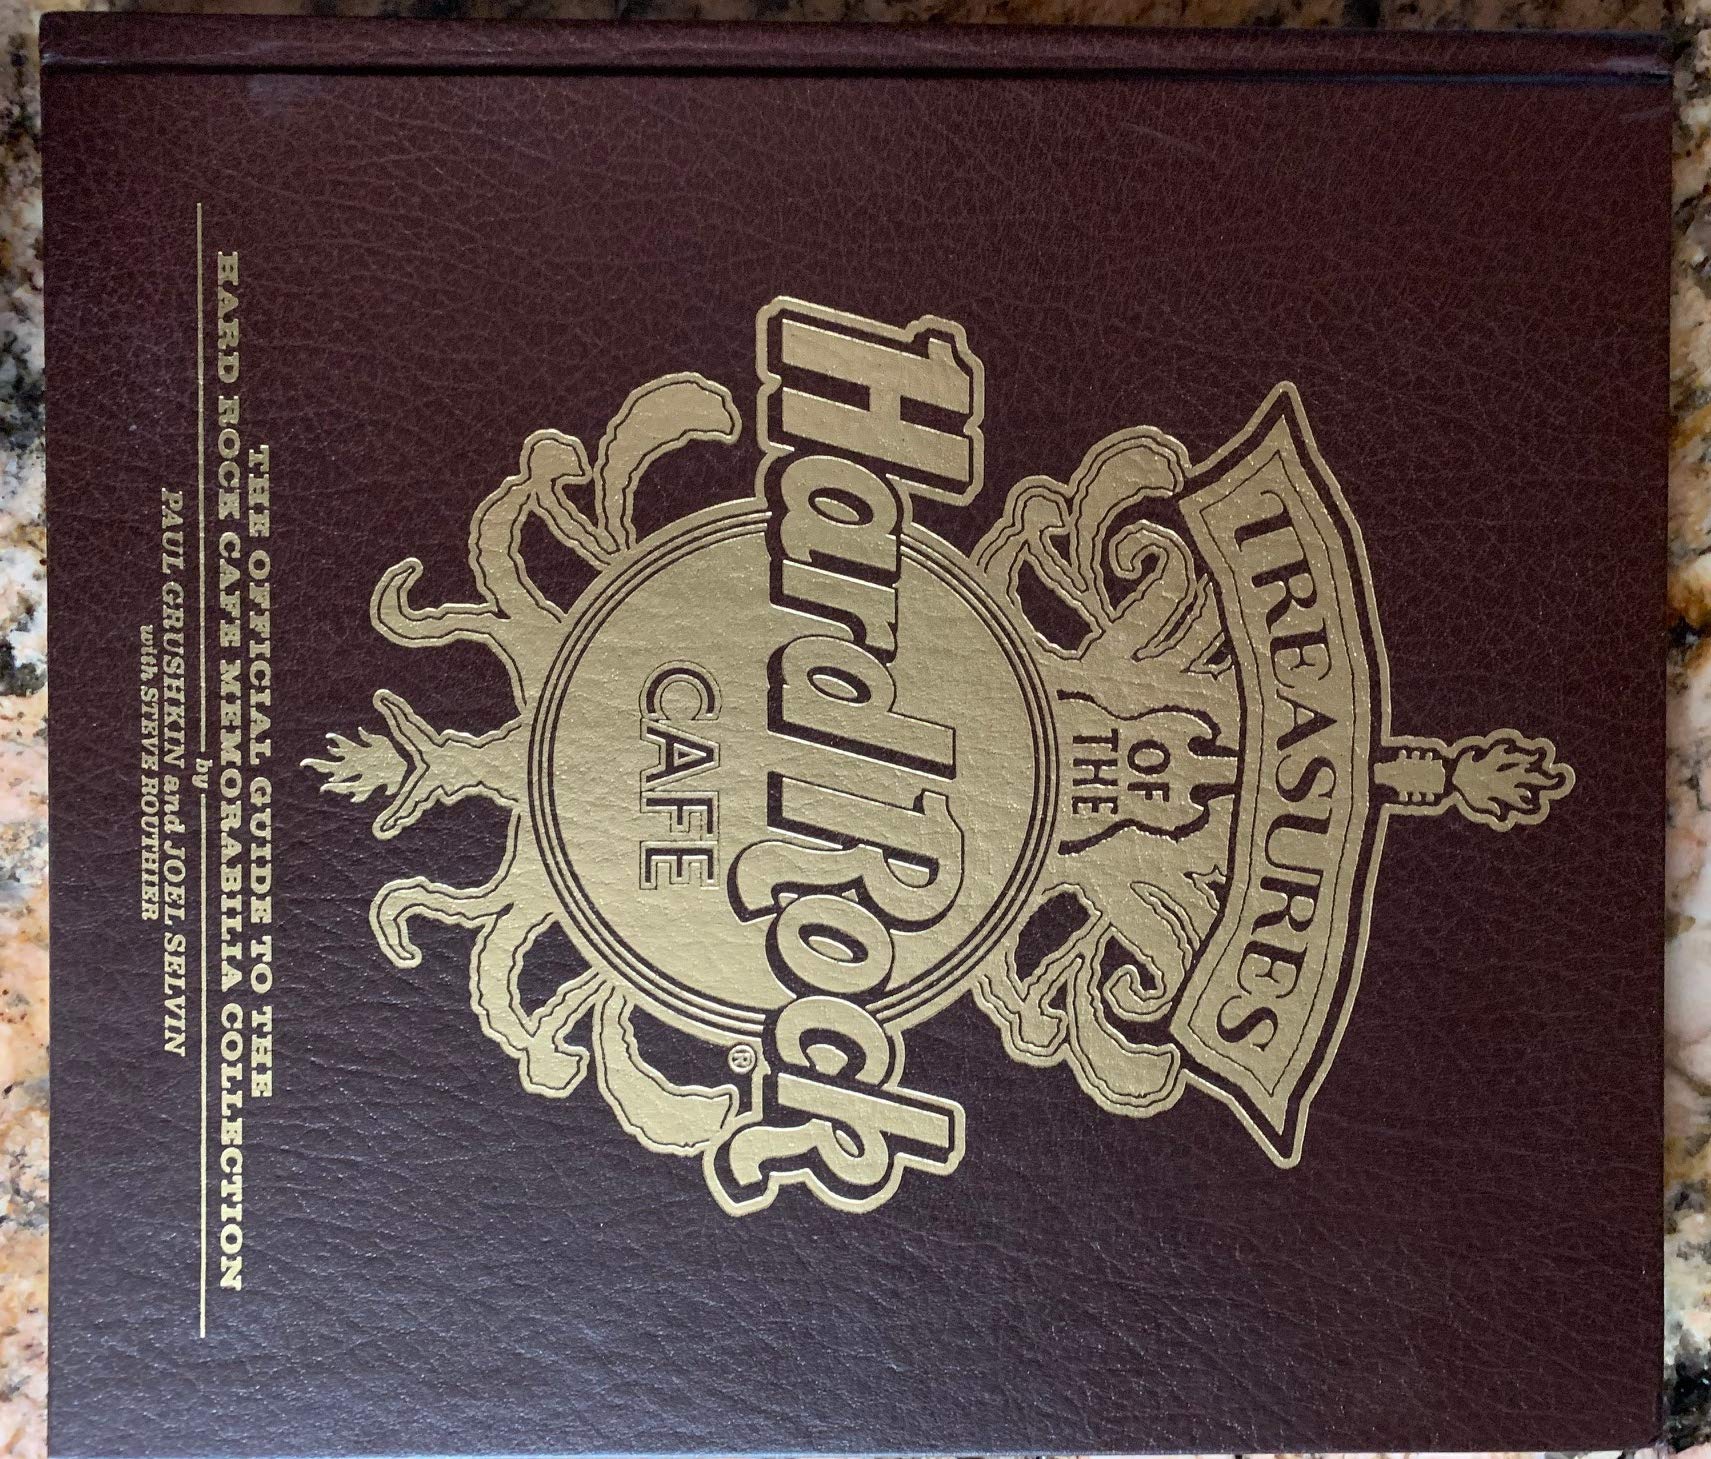 TREASURES
OF
THE
Hard Rock
®
CAFE
THE OFFICIAL GUIDE TO THE
HARD ROCK CAFE MEMORABILIA COLLECTION
by
PAUL GRUSHKIN and JOEL SELVIN
with STEVE ROUTHIER